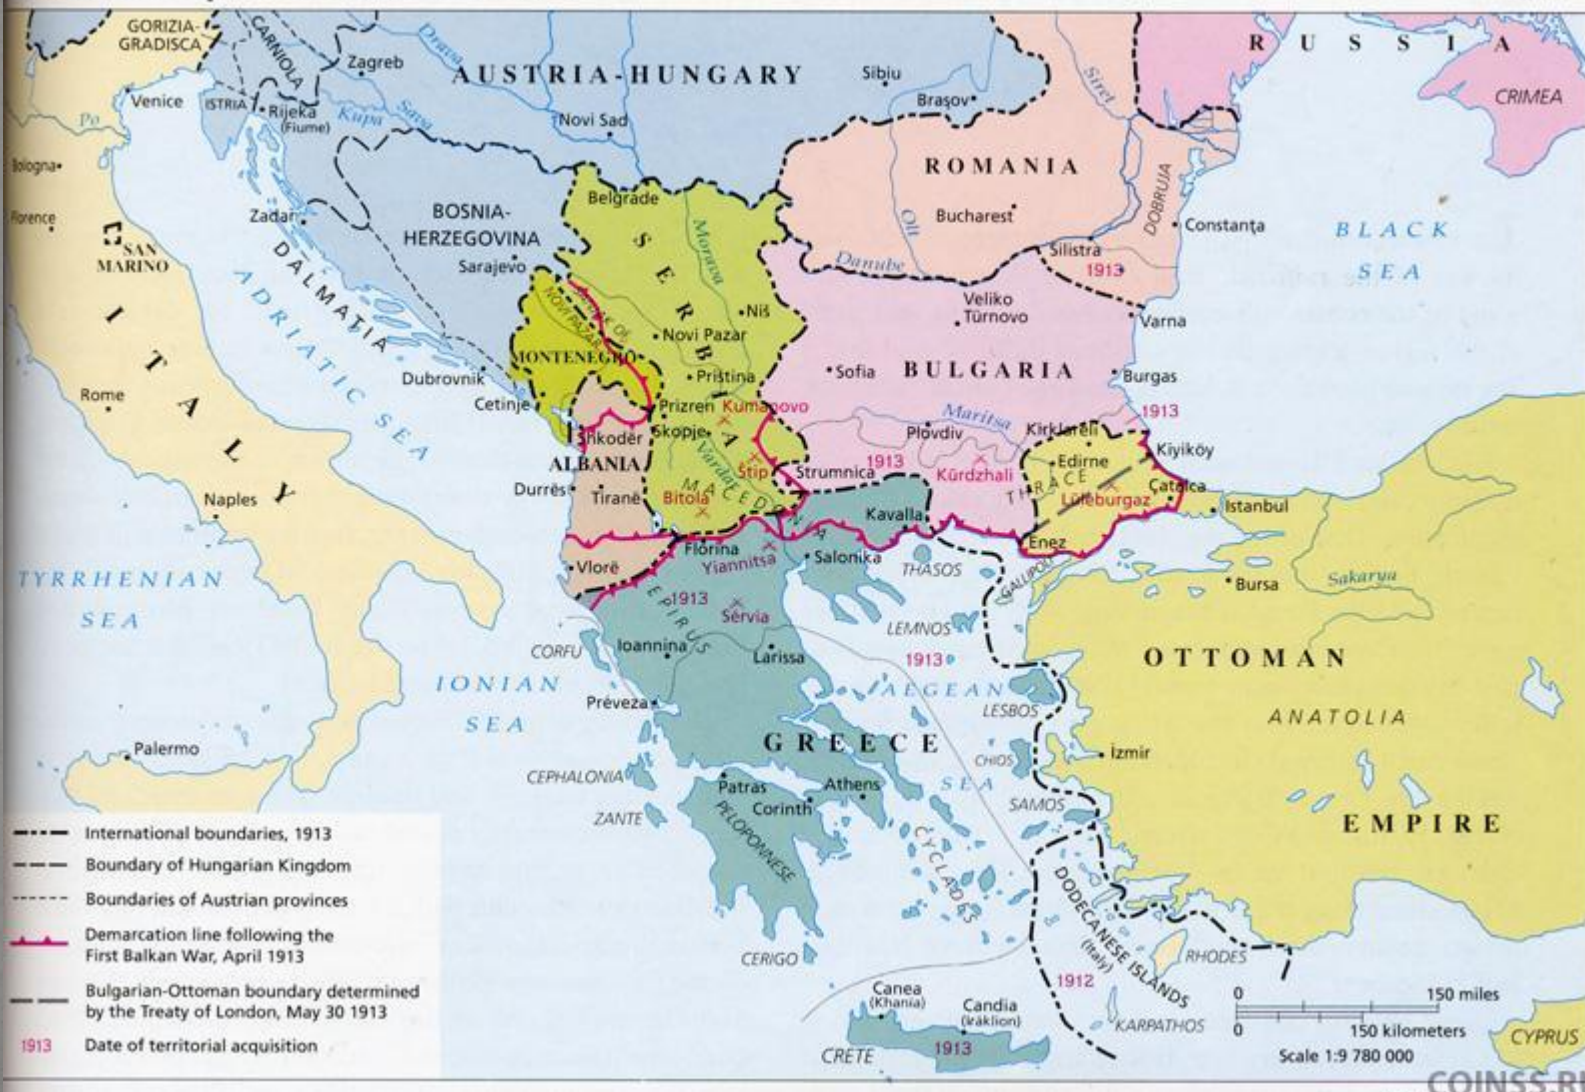 GORIZIA-
GRADISCA
CARNIOLA
Zagreb
Drava
AUSTRIA-HUNGARY
Sibiu
Braşov
Siret
RUSSIA
CRIMEA
Venice
ISTRIA
Rijeka
(Fiume)
Kupa
Sava
Novi Sad
Po
Bologna
Florence
SAN
MARINO
ITALY
Zadar
DALMATIA
ADRIATIC SEA
BOSNIA-
HERZEGOVINA
Sarajevo
Belgrade
SERBIA
Morava
ROMANIA
Bucharest
Olt
Danube
DOBRUJA
Constanţa
Silistra
1913
BLACK
SEA
NOVI PAZAR
MONTENEGRO
Niš
Novi Pazar
Veliko
Türnovo
Varna
Dubrovnik
Cetinje
Priština
Prizren
Kumanovo
Sofia
BULGARIA
Burgas
1913
Rome
Naples
Shkodër
Skopje
Vardar
Štip
Maritsa
Plovdiv
Kirklareli
Kïyïköy
ALBANIA
Durrës
Tiranë
Bitola
MACEDONIA
Strumnica
1913
Kŭrdzhali
Edirne
THRACE
Lüleburgaz
Çatalca
Istanbul
Kavalla
Enez
Vlorë
Flórina
Yiannitsa
Salonika
THASOS
GALLIPOLI
Bursa
Sakarya
TYRRHENIAN
SEA
1913
EPIRUS
Sérvia
LEMNOS
1913
CORFU
Ioannina
Larissa
OTTOMAN
EMPIRE
ANATOLIA
IONIAN
SEA
Préveza
AEGEAN
SEA
LESBOS
Palermo
GREECE
CHIOS
İzmir
CEPHALONIA
Patras
Athens
Corinth
SAMOS
ZANTE
PELOPONNESE
CYCLADES
DODECANESE ISLANDS
(Italy)
CERIGO
RHODES
1912
Canea
(Khania)
Candia
(Iráklion)
KARPATHOS
CRETE
1913
CYPRUS
International boundaries, 1913
Boundary of Hungarian Kingdom
Boundaries of Austrian provinces
Demarcation line following the
First Balkan War, April 1913
Bulgarian-Ottoman boundary determined
by the Treaty of London, May 30 1913
1913 Date of territorial acquisition
0 150 miles
0 150 kilometers
Scale 1:9 780 000